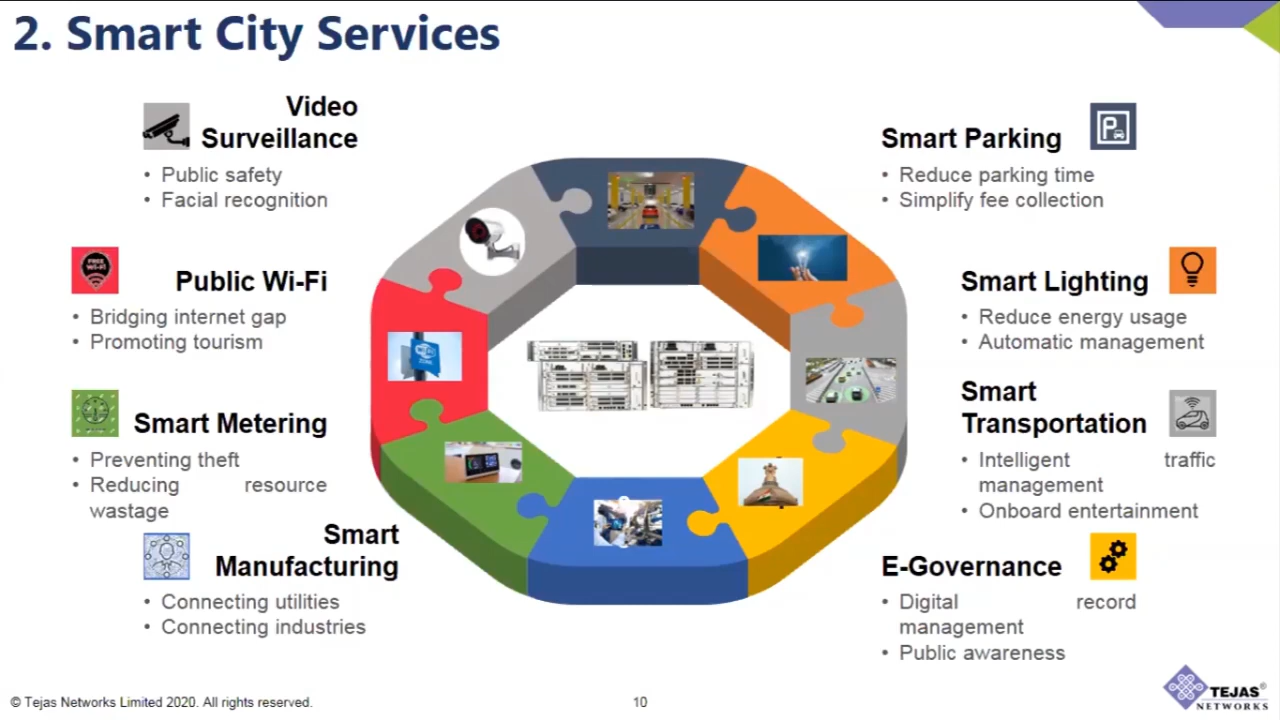 2. Smart City Services
Video
Surveillance
• Public safety
• Facial recognition
Public Wi-Fi
• Bridging internet gap
• Promoting tourism
Smart Metering
• Preventing theft
• Reducing resource
wastage
Smart
Manufacturing
• Connecting utilities
• Connecting industries
Smart Parking
• Reduce parking time
• Simplify fee collection
Smart Lighting
• Reduce energy usage
• Automatic management
Smart
Transportation
• Intelligent traffic
management
• Onboard entertainment
E-Governance
• Digital record
management
• Public awareness
FREE
Wi-Fi
P
© Tejas Networks Limited 2020. All rights reserved.
10
TEJAS®
NETWORKS